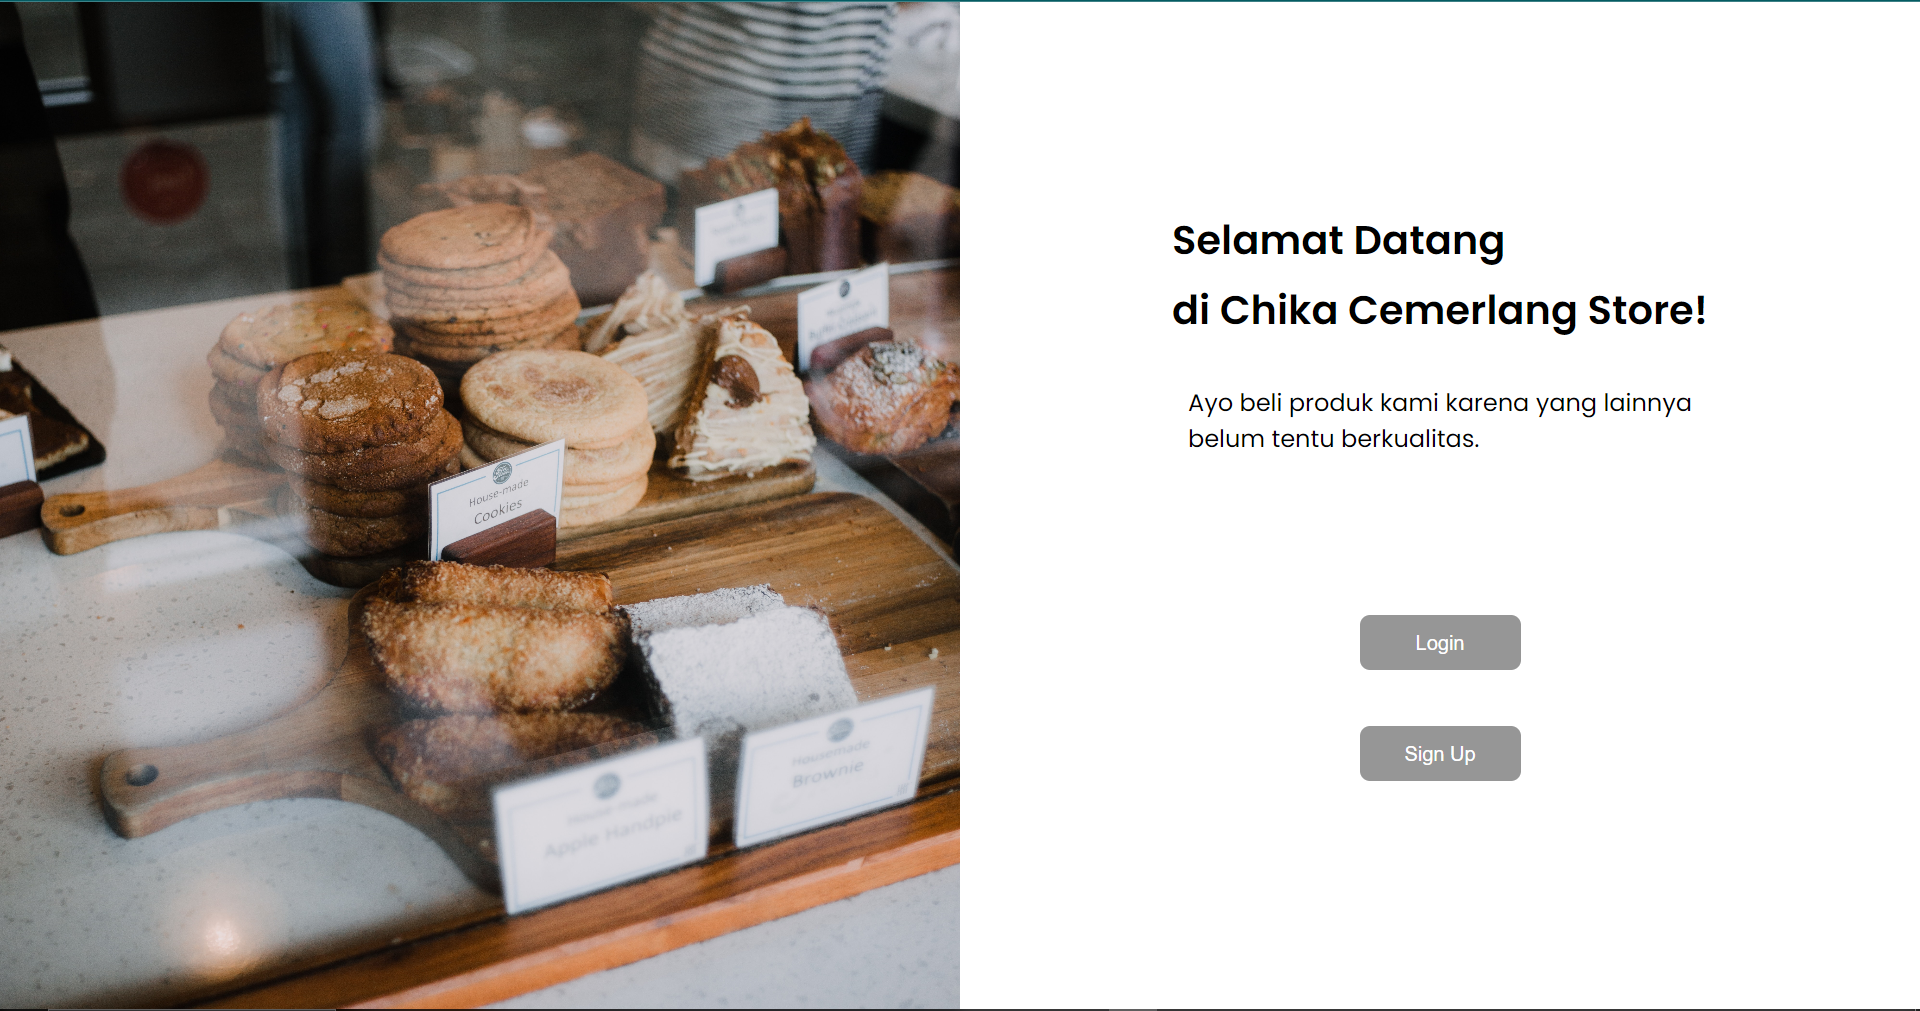 Selamat Datang
di Chika Cemerlang Store!
Ayo beli produk kami karena yang lainnya
belum tentu berkualitas.
Login
Sign Up
House-made
Cookies
Housemade
Brownie
House-made
Apple Handpie